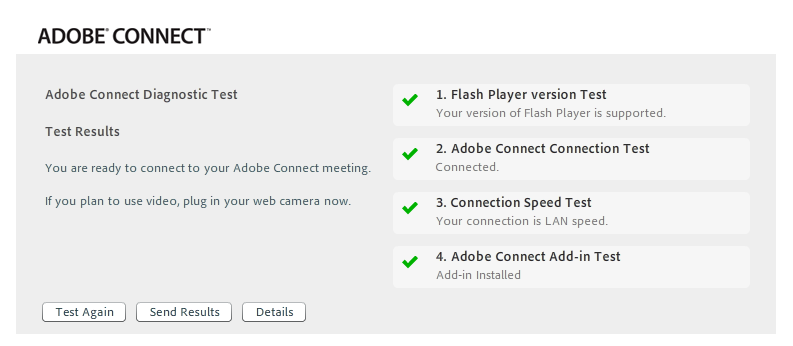 ADOBE® CONNECT™
Adobe Connect Diagnostic Test
Test Results
You are ready to connect to your Adobe Connect meeting.
If you plan to use video, plug in your web camera now.
1. Flash Player version Test
Your version of Flash Player is supported.
2. Adobe Connect Connection Test
Connected.
3. Connection Speed Test
Your connection is LAN speed.
4. Adobe Connect Add-in Test
Add-in Installed
Test Again
Send Results
Details